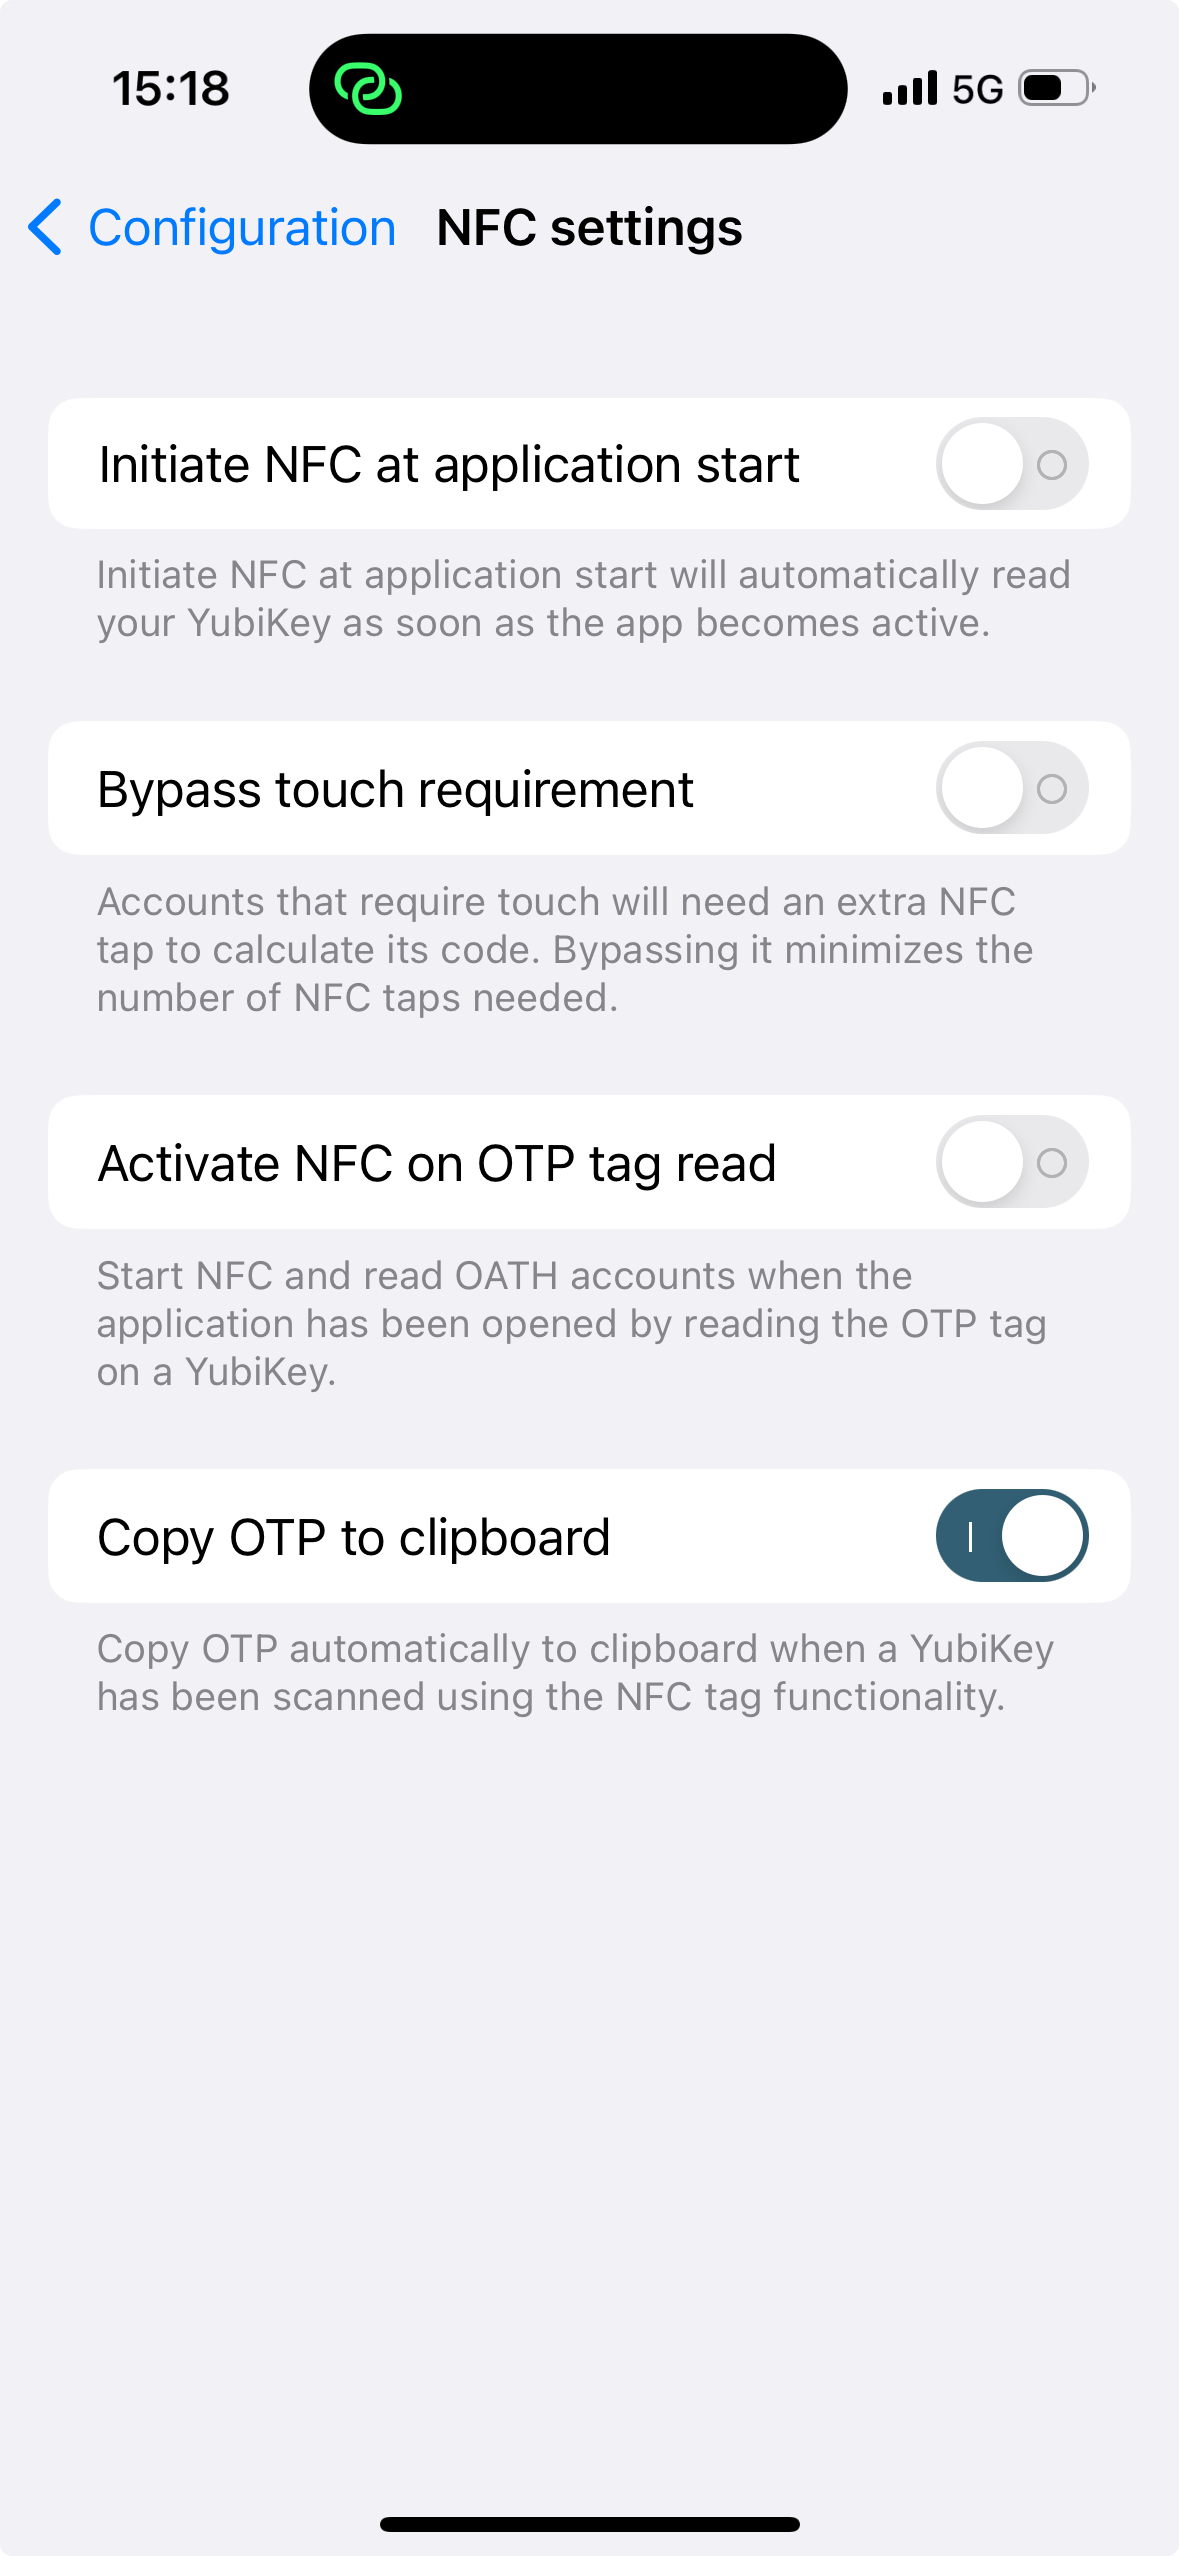 15:18
5G
Configuration NFC settings
Initiate NFC at application start
Initiate NFC at application start will automatically read
your YubiKey as soon as the app becomes active.
Bypass touch requirement
Accounts that require touch will need an extra NFC
tap to calculate its code. Bypassing it minimizes the
number of NFC taps needed.
Activate NFC on OTP tag read
Start NFC and read OATH accounts when the
application has been opened by reading the OTP tag
on a YubiKey.
Copy OTP to clipboard
Copy OTP automatically to clipboard when a YubiKey
has been scanned using the NFC tag functionality.